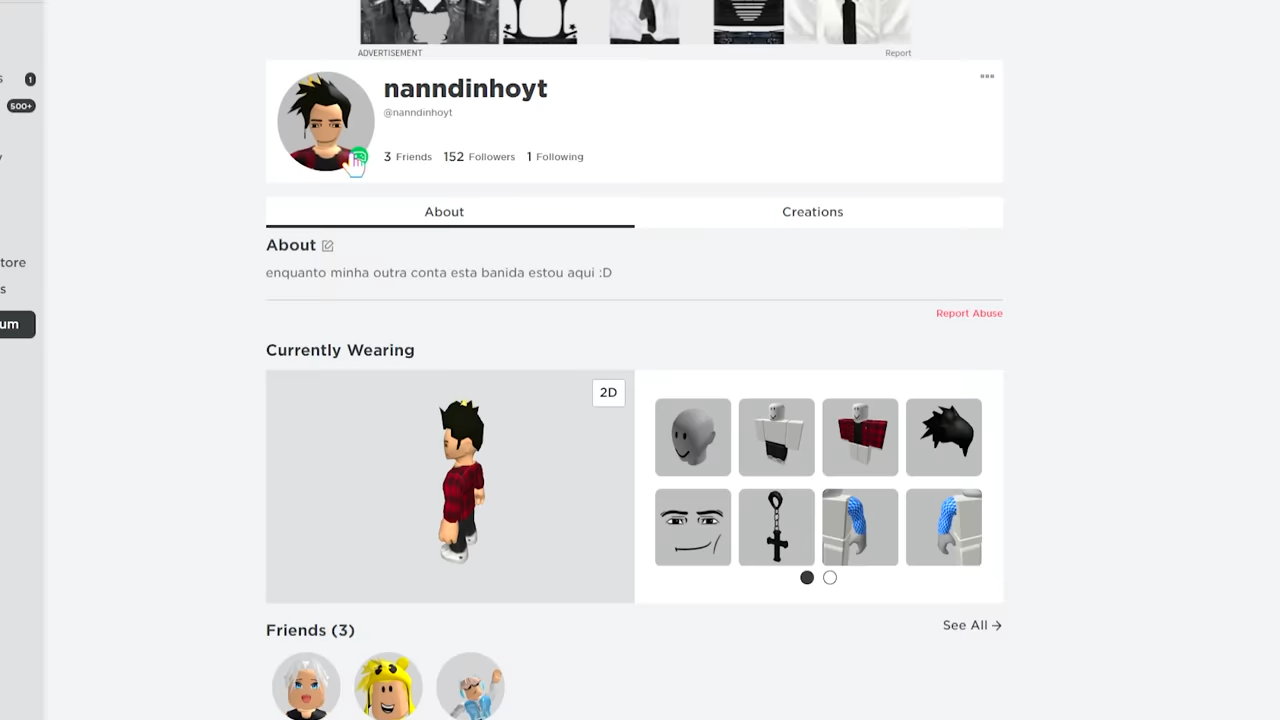 ADVERTISEMENT
Report
nanndinhoyt
@nanndinhoyt
1
500+
3 Friends 152 Followers 1 Following
About
Creations
About
enquanto minha outra conta esta banida estou aqui :D
tore
s
um
Report Abuse
Currently Wearing
2D
Friends (3)
See All →